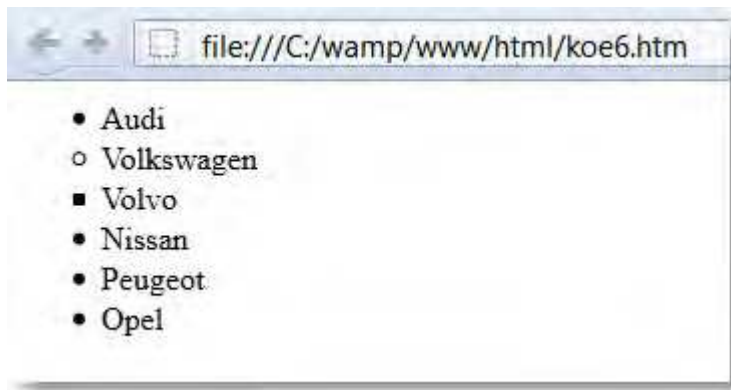 file:///C:/wamp/www/html/koe6.htm
• Audi
○ Volkswagen
■ Volvo
• Nissan
• Peugeot
• Opel